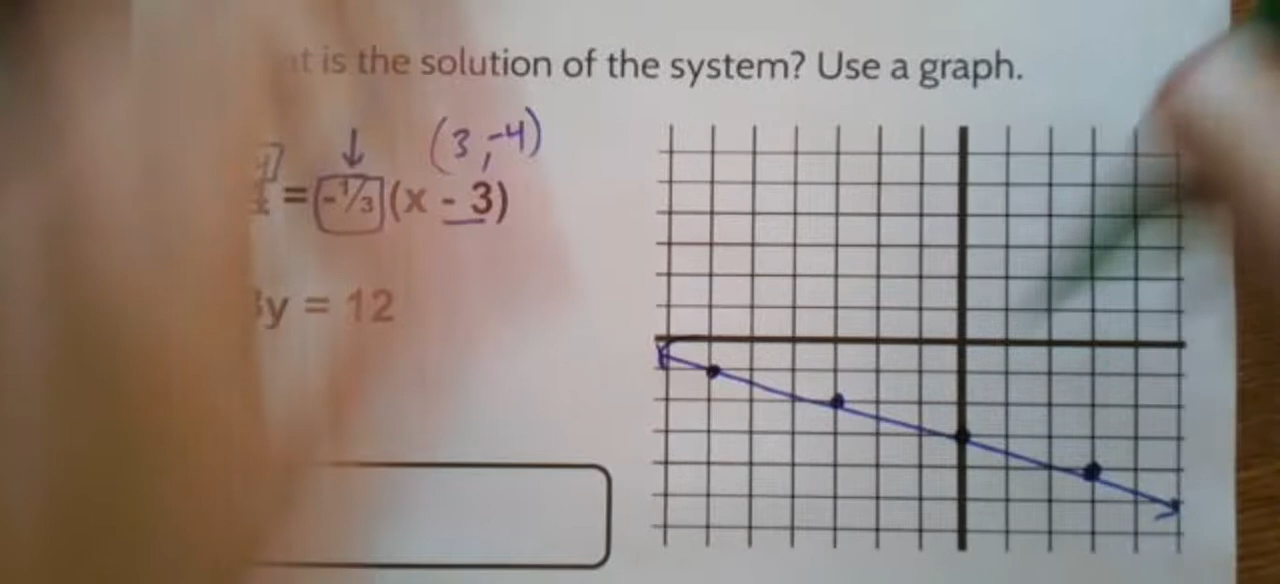 is the solution of the system? Use a graph.
(3,-4)
= -1/3 (x - 3)
y = 12